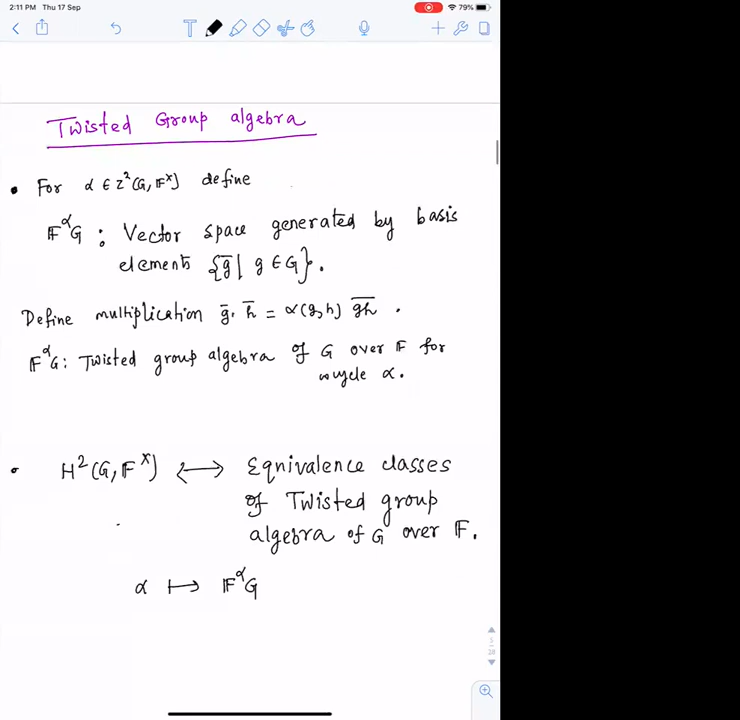 2:11 PM Thu 17 Sep
79%
Twisted Group algebra
• For α ∈ Z²(G, 𝔽^x) define
𝔽^αG : Vector space generated by basis
elements {ḡ | g ∈ G}.
Define multiplication ḡ. h̄ = α(g,h) \overline{gh} .
𝔽^αG : Twisted group algebra of G over 𝔽 for
cocycle α.
• H²(G, 𝔽^x) ⟷ Equivalence classes
of Twisted group
algebra of G over 𝔽.
α ⟼ 𝔽^αG
5
28